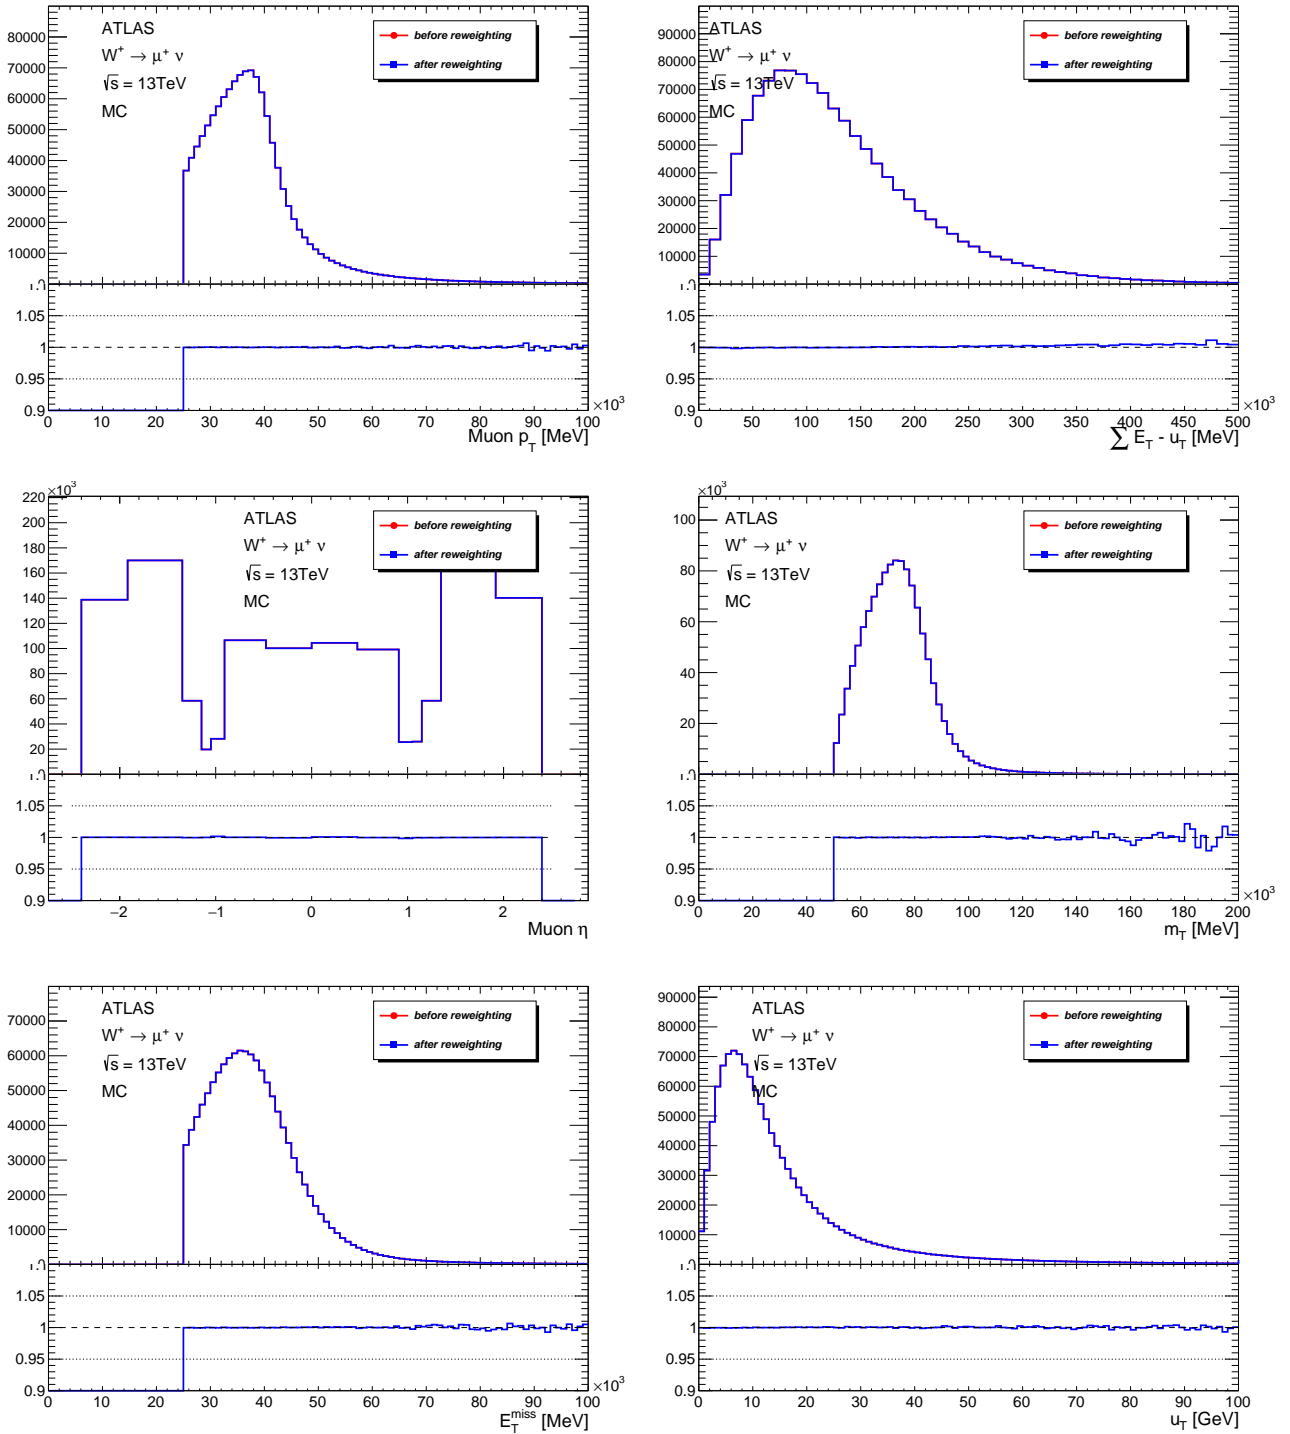 ATLAS
W⁺ → μ⁺ ν
√s = 13TeV
MC
before reweighting
after reweighting
80000
70000
60000
50000
40000
30000
20000
10000
1.05
1
0.95
0.9
0 10 20 30 40 50 60 70 80 90 100
×10³
Muon p_T [MeV]
ATLAS
W⁺ → μ⁺ ν
√s = 13TeV
MC
before reweighting
after reweighting
90000
80000
70000
60000
50000
40000
30000
20000
10000
1.05
1
0.95
0.9
0 50 100 150 200 250 300 350 400 450 500
×10³
∑ E_T - u_T [MeV]
×10³
ATLAS
W⁺ → μ⁺ ν
√s = 13TeV
MC
before reweighting
after reweighting
220
200
180
160
140
120
100
80
60
40
20
1.05
1
0.95
0.9
−2 −1 0 1 2
Muon η
×10³
ATLAS
W⁺ → μ⁺ ν
√s = 13TeV
MC
before reweighting
after reweighting
100
80
60
40
20
1.05
1
0.95
0.9
0 20 40 60 80 100 120 140 160 180 200
×10³
m_T [MeV]
ATLAS
W⁺ → μ⁺ ν
√s = 13TeV
MC
before reweighting
after reweighting
70000
60000
50000
40000
30000
20000
10000
1.05
1
0.95
0.9
0 10 20 30 40 50 60 70 80 90 100
×10³
E_T^miss [MeV]
ATLAS
W⁺ → μ⁺ ν
√s = 13TeV
MC
before reweighting
after reweighting
90000
80000
70000
60000
50000
40000
30000
20000
10000
1.05
1
0.95
0.9
0 10 20 30 40 50 60 70 80 90 100
u_T [GeV]